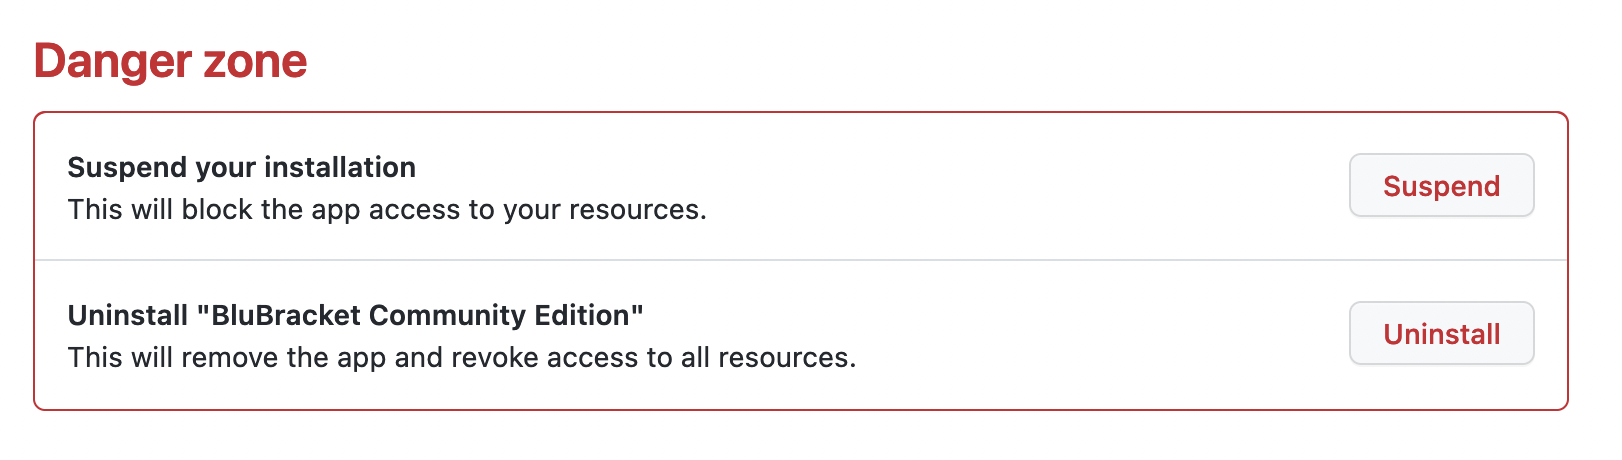 Danger zone
Suspend your installation
This will block the app access to your resources.
Suspend
Uninstall "BluBracket Community Edition"
This will remove the app and revoke access to all resources.
Uninstall